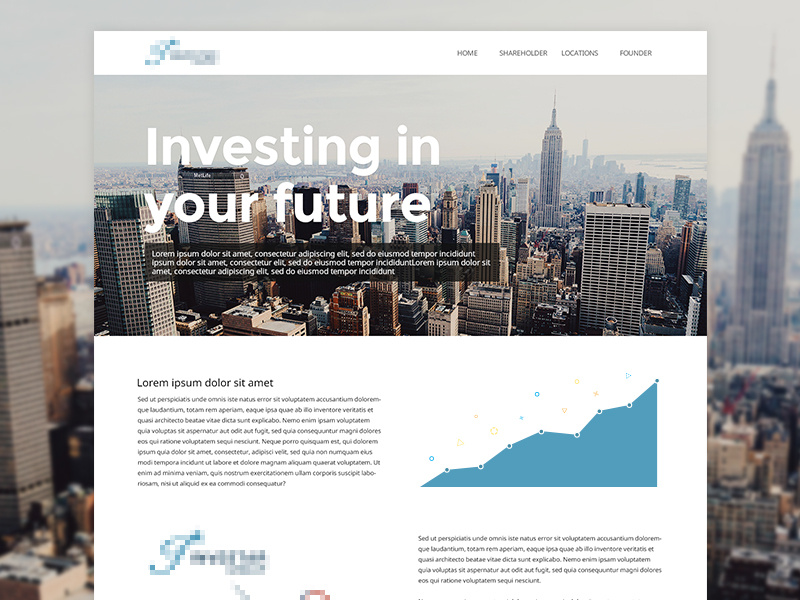 HOME SHAREHOLDER LOCATIONS FOUNDER
Investing in
MetLife
your future
Lorem ipsum dolor sit amet, consectetur adipiscing elit, sed do eiusmod tempor incididunt
ipsum dolor sit amet, consectetur elit, sed do eiusmod tempor incididuntLorem ipsum dolor sit
amet, consectetur adipiscing elit, sed do eiusmod tempor incididunt
Lorem ipsum dolor sit amet
Sed ut perspiciatis unde omnis iste natus error sit voluptatem accusantium dolorem-
que laudantium, totam rem aperiam, eaque ipsa quae ab illo inventore veritatis et
quasi architecto beatae vitae dicta sunt explicabo. Nemo enim ipsam voluptatem
quia voluptas sit aspernatur aut odit aut fugit, sed quia consequuntur magni dolores
eos qui ratione voluptatem sequi nesciunt. Neque porro quisquam est, qui dolorem
ipsum quia dolor sit amet, consectetur, adipisci velit, sed quia non numquam eius
modi tempora incidunt ut labore et dolore magnam aliquam quaerat voluptatem. Ut
enim ad minima veniam, quis nostrum exercitationem ullam corporis suscipit labo-
riosam, nisi ut aliquid ex ea commodi consequatur?
Sed ut perspiciatis unde omnis iste natus error sit voluptatem accusantium dolorem-
que laudantium, totam rem aperiam, eaque ipsa quae ab illo inventore veritatis et
quasi architecto beatae vitae dicta sunt explicabo. Nemo enim ipsam voluptatem
quia voluptas sit aspernatur aut odit aut fugit, sed quia consequuntur magni dolores
eos qui ratione voluptatem sequi nesciunt.